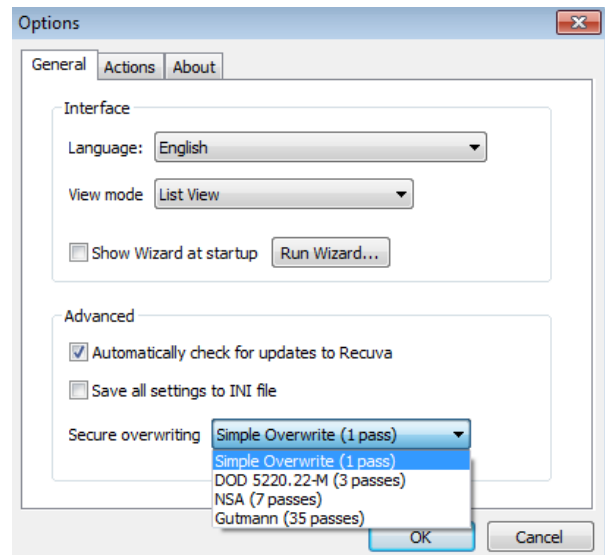 Options
General Actions About
Interface
Language: English
View mode List View
Show Wizard at startup Run Wizard...
Advanced
Automatically check for updates to Recuva
Save all settings to INI file
Secure overwriting Simple Overwrite (1 pass)
Simple Overwrite (1 pass)
DOD 5220.22-M (3 passes)
NSA (7 passes)
Gutmann (35 passes)
OK Cancel